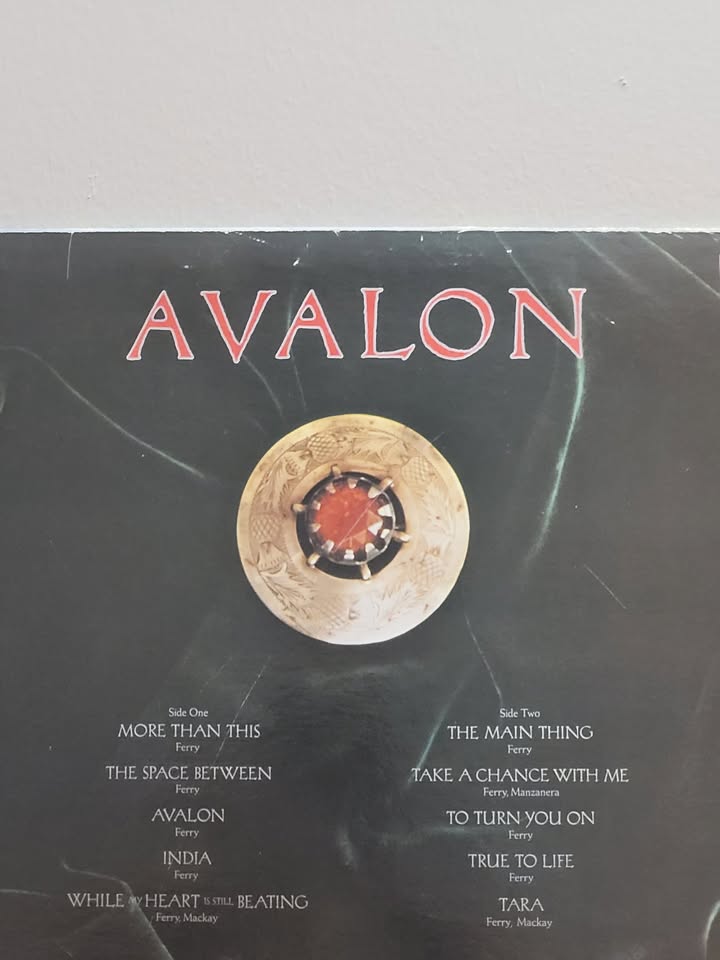 AVALON
Side One
MORE THAN THIS
Ferry
THE SPACE BETWEEN
Ferry
AVALON
Ferry
INDIA
Ferry
WHILE MY HEART IS STILL BEATING
Ferry, Mackay
Side Two
THE MAIN THING
Ferry
TAKE A CHANCE WITH ME
Ferry, Manzanera
TO TURN YOU ON
Ferry
TRUE TO LIFE
Ferry
TARA
Ferry, Mackay